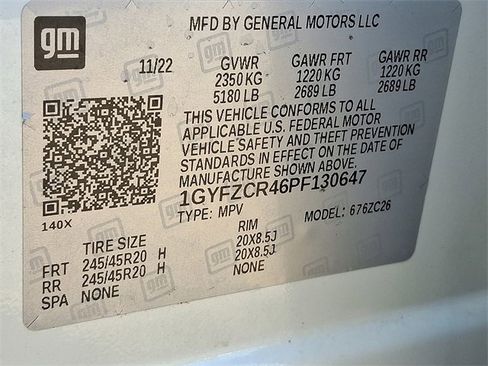 gm
MFD BY GENERAL MOTORS LLC
11/22 GVWR GAWR FRT GAWR RR
2350 KG 1220 KG 1220 KG
5180 LB 2689 LB 2689 LB
THIS VEHICLE CONFORMS TO ALL
APPLICABLE U.S. FEDERAL MOTOR
VEHICLE SAFETY AND THEFT PREVENTION
STANDARDS IN EFFECT ON THE DATE OF
MANUFACTURE SHOWN ABOVE.
1GYFZCR46PF130647
140X TYPE: MPV MODEL: 676ZC26
TIRE SIZE RIM
FRT 245/45R20 H 20X8.5J
RR 245/45R20 H 20X8.5J
SPA NONE NONE